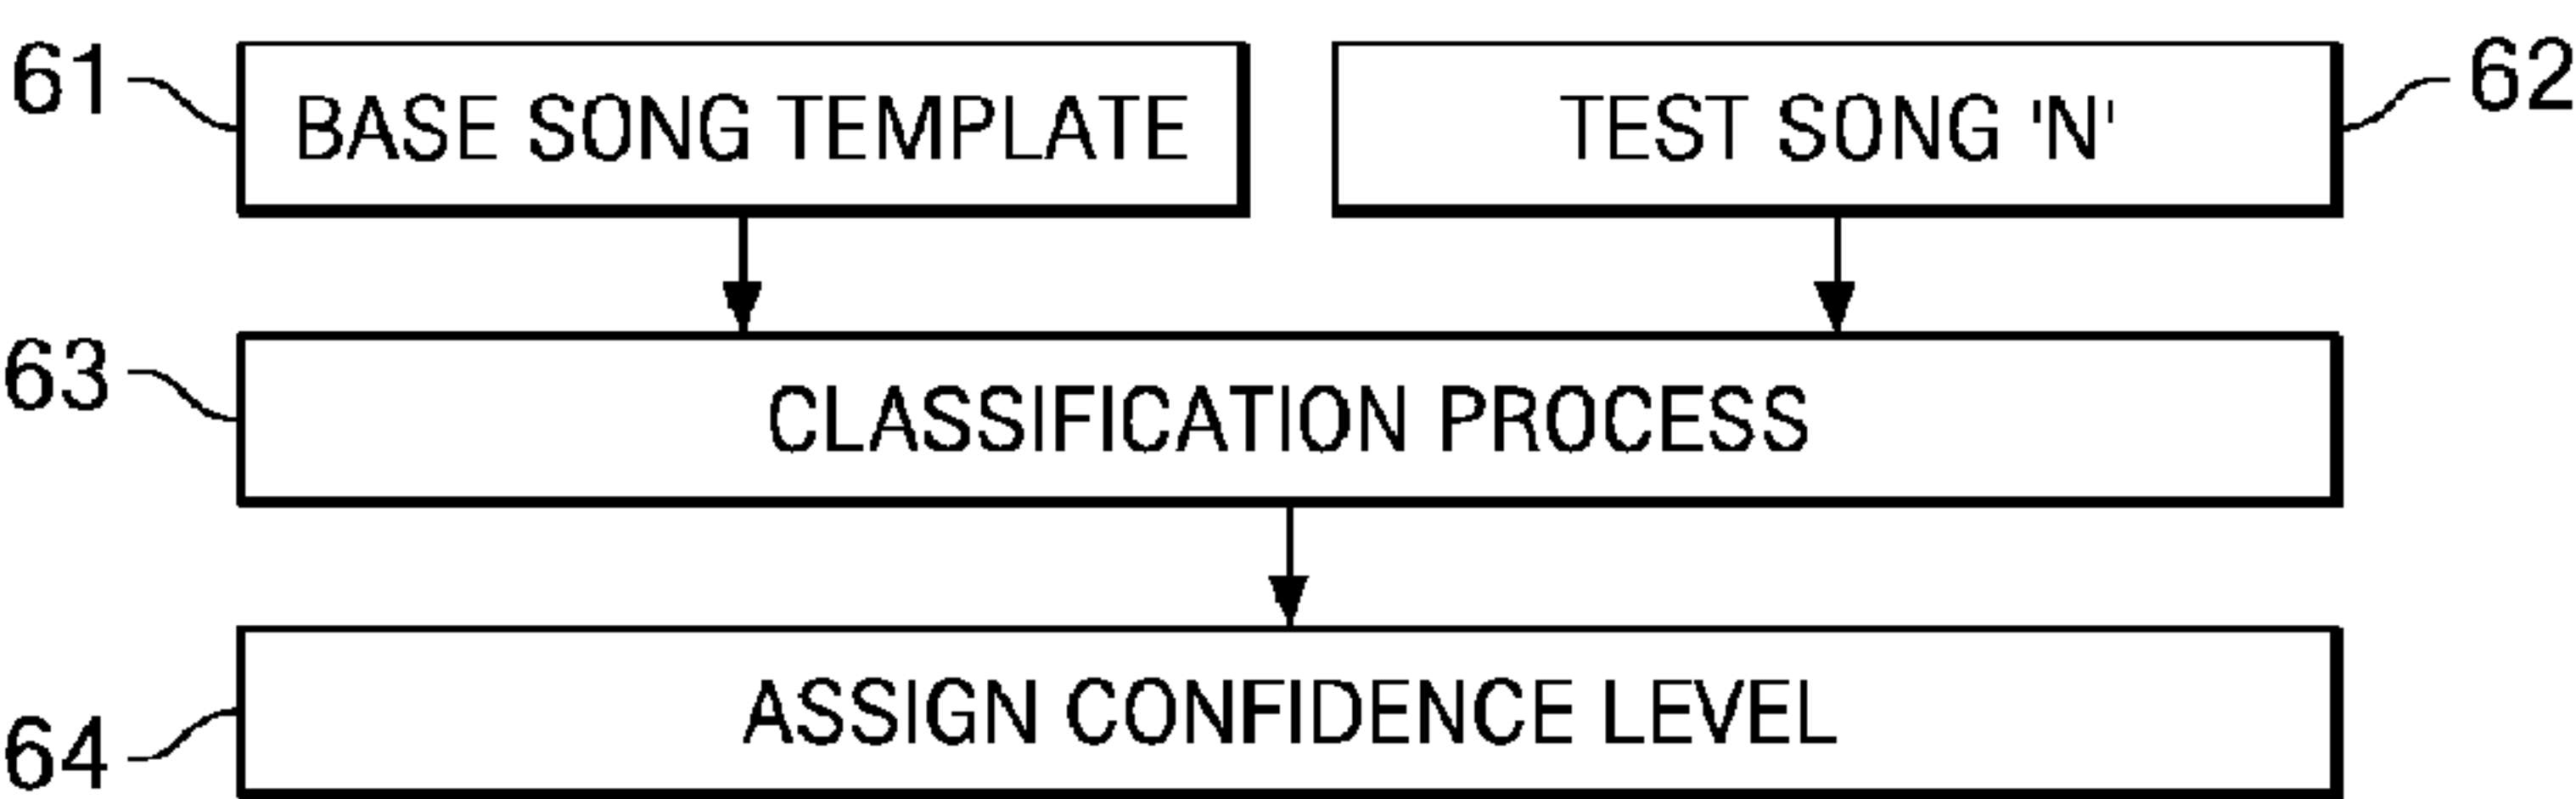 61
BASE SONG TEMPLATE
TEST SONG 'N'
62
63
CLASSIFICATION PROCESS
64
ASSIGN CONFIDENCE LEVEL